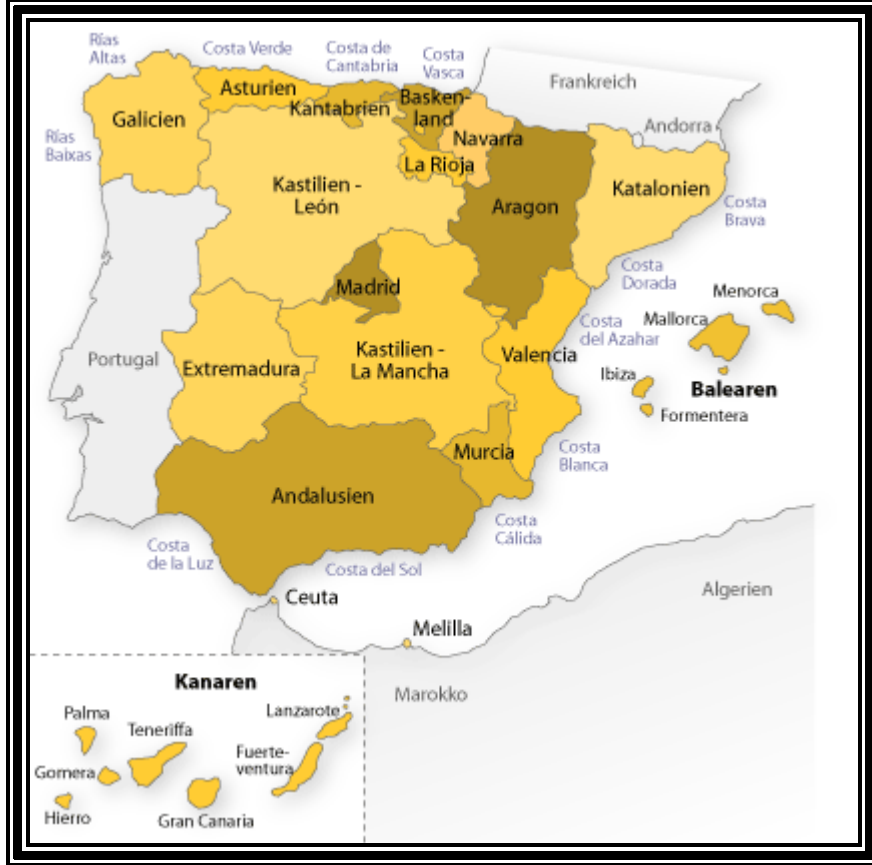 Rías
Altas
Costa Verde
Costa de
Cantabria
Costa
Vasca
Frankreich
Asturien
Kantabrien
Basken-
land
Galicien
Andorra
Navarra
Rías
Baixas
La Rioja
Kastilien -
León
Aragon
Katalonien
Costa
Brava
Costa
Dorada
Madrid
Menorca
Mallorca
Costa
del Azahar
Portugal
Extremadura
Kastilien -
La Mancha
Valencia
Ibiza
Balearen
Formentera
Murcia
Costa
Blanca
Andalusien
Costa
Cálida
Costa
de la Luz
Costa del Sol
Ceuta
Algerien
Melilla
Kanaren
Marokko
Palma
Lanzarote
Teneriffa
Fuerte-
ventura
Gomera
Hierro
Gran Canaria